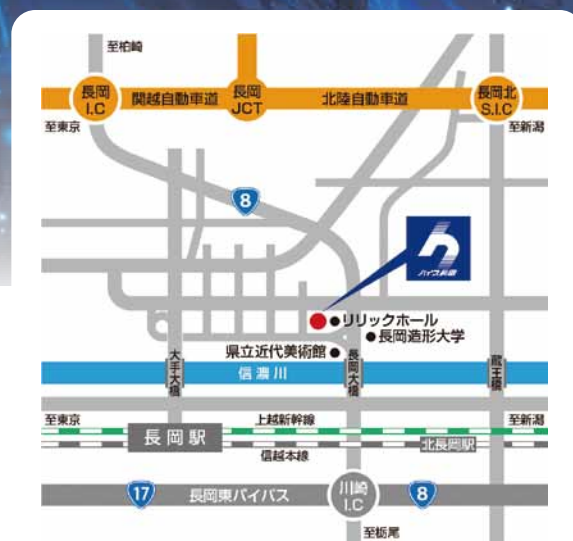 至柏崎
長岡
I.C
関越自動車道
長岡
JCT
北陸自動車道
長岡北
S.I.C
至東京
至新潟
8
ハイブ長岡
リリックホール
長岡造形大学
県立近代美術館
大手大橋
長岡大橋
蔵王橋
信濃川
至東京
上越新幹線
至新潟
長岡駅
北長岡駅
信越本線
17
長岡東バイパス
川崎
I.C
8
至栃尾